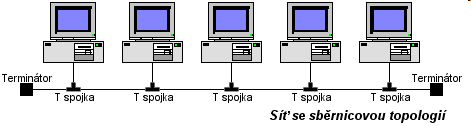 Terminátor Terminátor
T spojka T spojka T spojka T spojka T spojka
Síť se sběrnicovou topologií